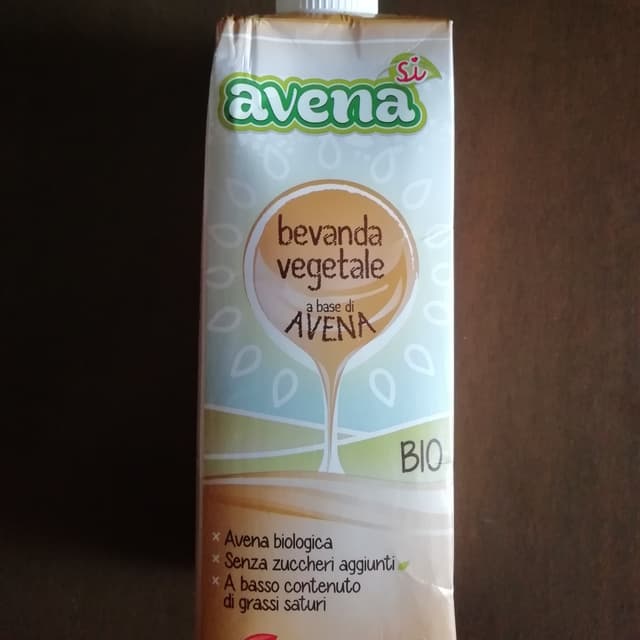 si
avena
bevanda
vegetale
a base di
AVENA
BIO
× Avena biologica
× Senza zuccheri aggiunti
× A basso contenuto
di grassi saturi